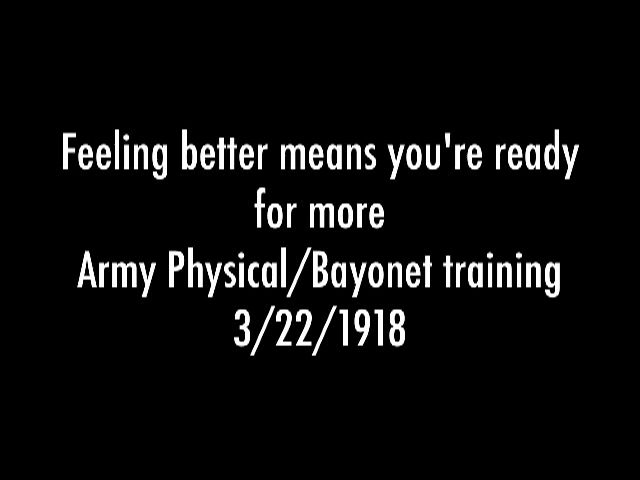 Feeling better means you're ready
for more
Army Physical/Bayonet training
3/22/1918